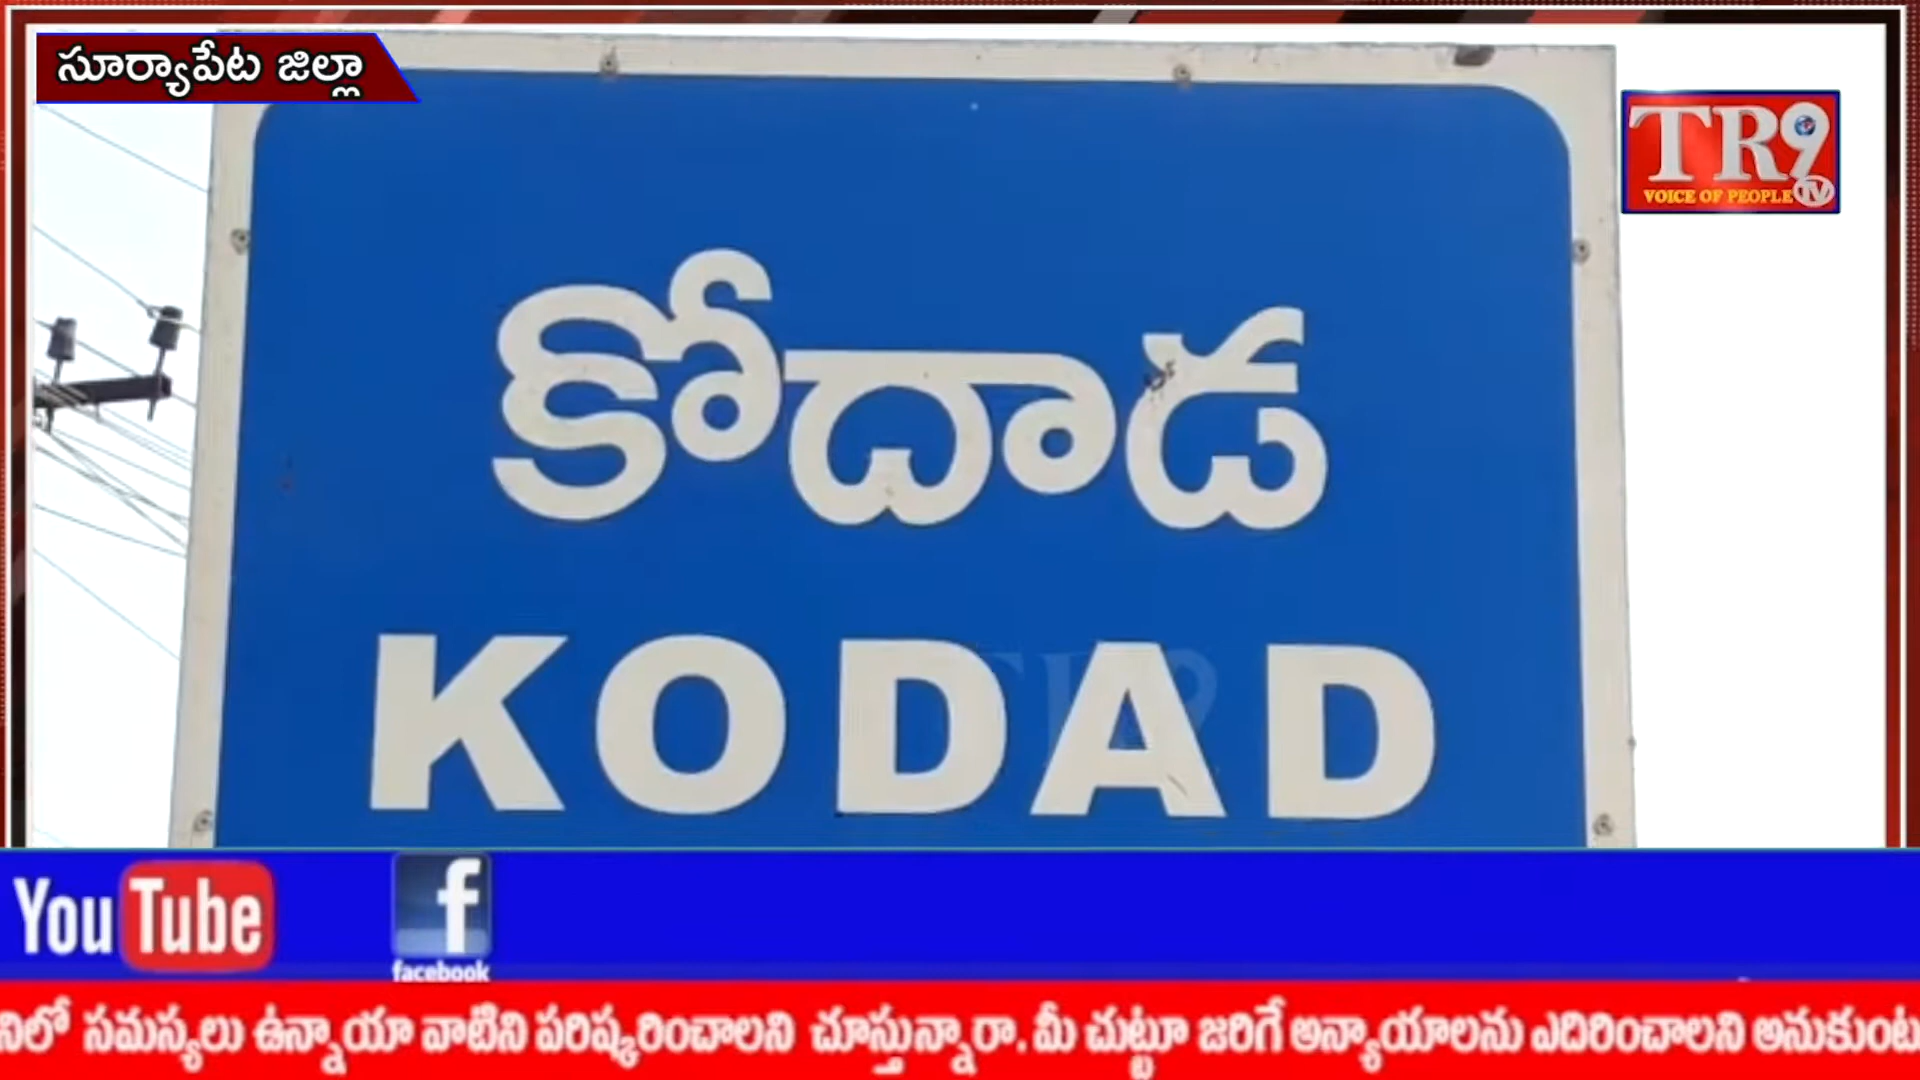 సూర్యాపేట జిల్లా
TR9
TV
VOICE OF PEOPLE
కోదాడ
KODAD
YouTube
facebook
నిలో సమస్యలు ఉన్నాయా వాటిని పరిష్కరించాలని చూస్తున్నారా. మీ చుట్టూ జరిగే అన్యాయాలను ఎదిరించాలని అనుకుంట